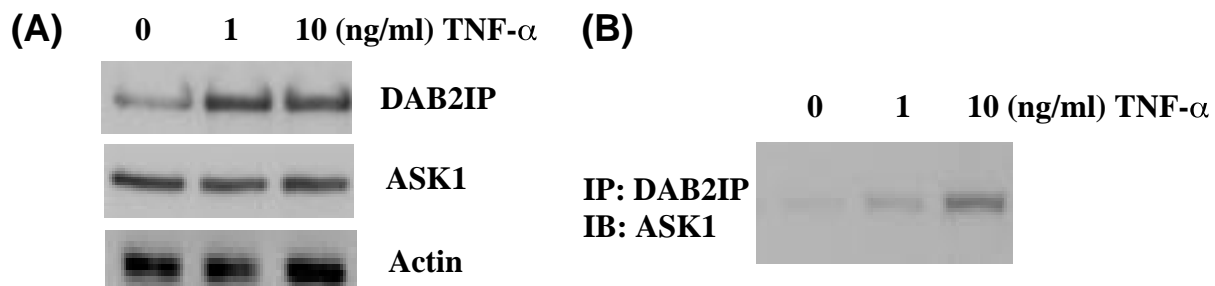 (A) 0 1 10 (ng/ml) TNF-α
DAB2IP
ASK1
Actin
(B)
0 1 10 (ng/ml) TNF-α
IP: DAB2IP
IB: ASK1